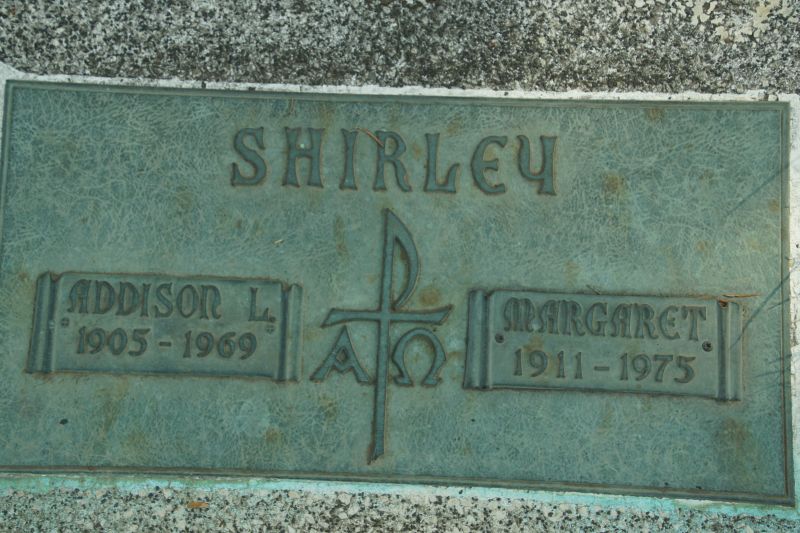 SHIRLEY
ADDISON L.
1905 - 1969
Α Ω
MARGARET
1911 - 1975